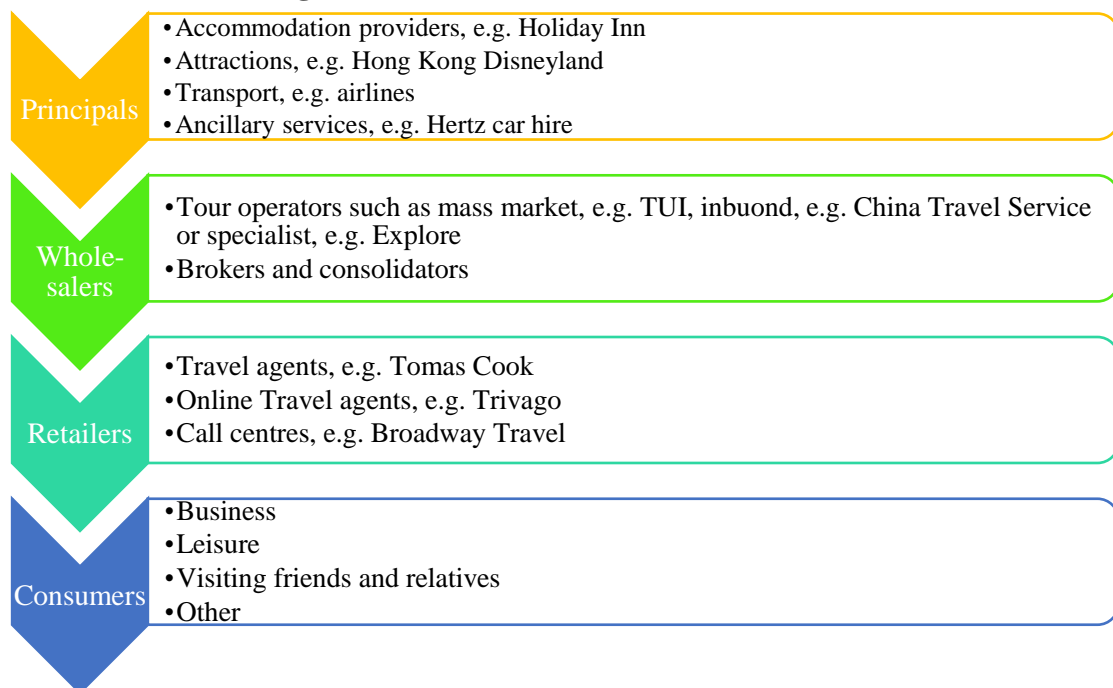 •Accommodation providers, e.g. Holiday Inn
•Attractions, e.g. Hong Kong Disneyland
•Transport, e.g. airlines
•Ancillary services, e.g. Hertz car hire
Principals
•Tour operators such as mass market, e.g. TUI, inbuond, e.g. China Travel Service
or specialist, e.g. Explore
•Brokers and consolidators
Whole-
salers
•Travel agents, e.g. Tomas Cook
•Online Travel agents, e.g. Trivago
•Call centres, e.g. Broadway Travel
Retailers
•Business
•Leisure
•Visiting friends and relatives
•Other
Consumers